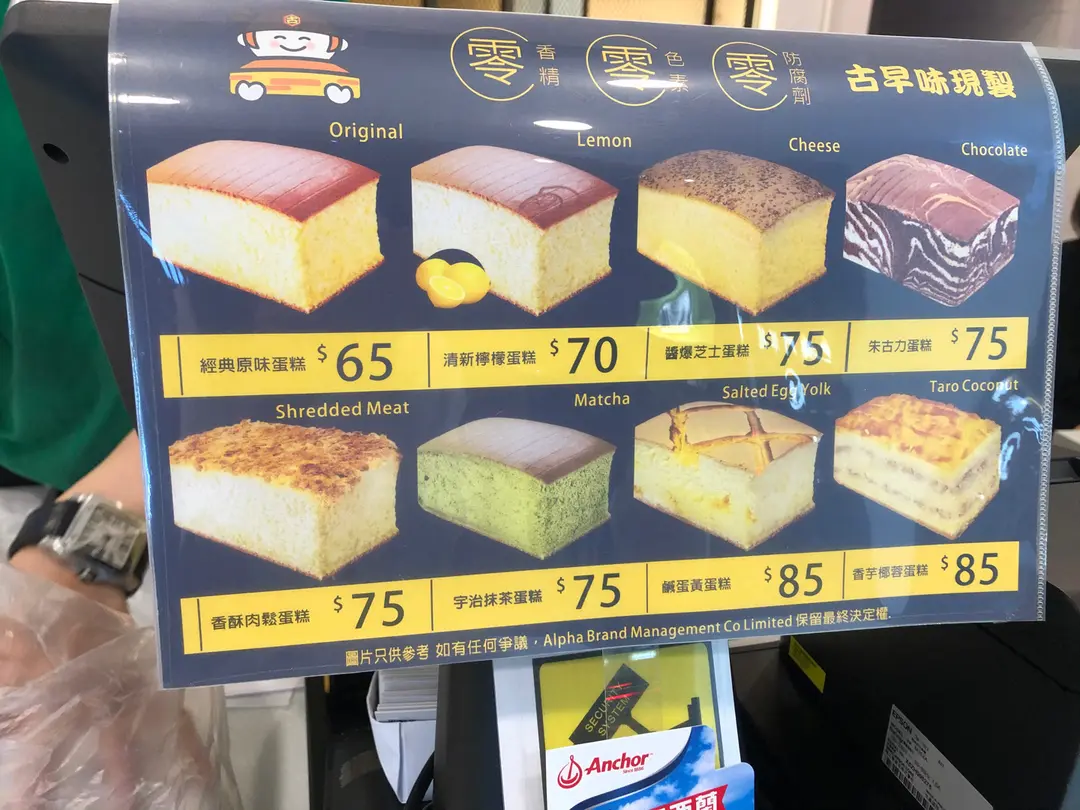 古
零 香精
零 色素
零 防腐劑
古早味現製
Original
Lemon
Cheese
Chocolate
經典原味蛋糕 $65
清新檸檬蛋糕 $70
醬爆芝士蛋糕 $75
朱古力蛋糕 $75
Shredded Meat
Matcha
Salted Egg Yolk
Taro Coconut
香酥肉鬆蛋糕 $75
宇治抹茶蛋糕 $75
鹹蛋黃蛋糕 $85
香芋椰蓉蛋糕 $85
圖片只供參考 如有任何爭議，Alpha Brand Management Co Limited 保留最終決定權.
SECURITY
SYSTEM
Anchor
Since 1886
EPSON